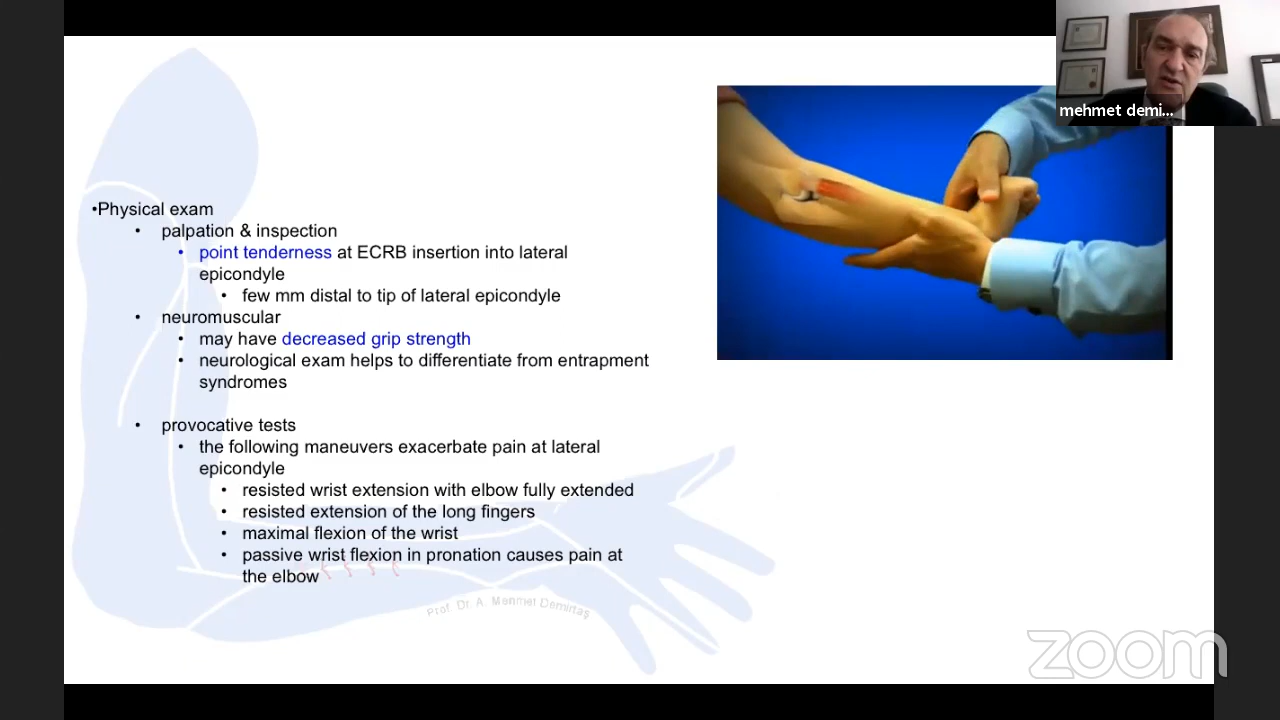 mehmet demi...
•Physical exam
• palpation & inspection
• point tenderness at ECRB insertion into lateral
epicondyle
• few mm distal to tip of lateral epicondyle
• neuromuscular
• may have decreased grip strength
• neurological exam helps to differentiate from entrapment
syndromes
• provocative tests
• the following maneuvers exacerbate pain at lateral
epicondyle
• resisted wrist extension with elbow fully extended
• resisted extension of the long fingers
• maximal flexion of the wrist
• passive wrist flexion in pronation causes pain at
the elbow
Prof. Dr. A. Mehmet Demirtaş
zoom